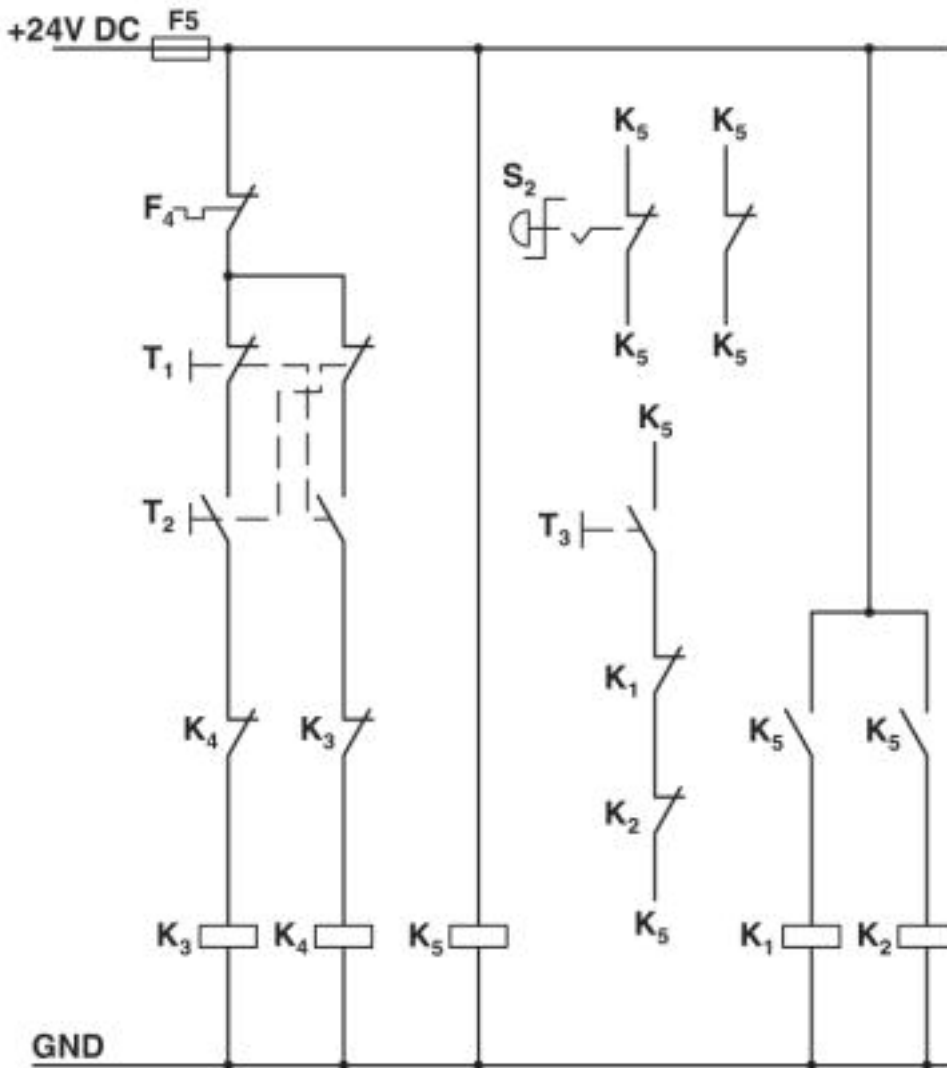 +24V DC F5
K₅ K₅
S₂
F₄
K₅ K₅
T₁
K₅
T₂ T₃
K₁
K₄ K₃ K₅ K₅
K₂
K₅
K₃ K₄ K₅ K₁ K₂
GND